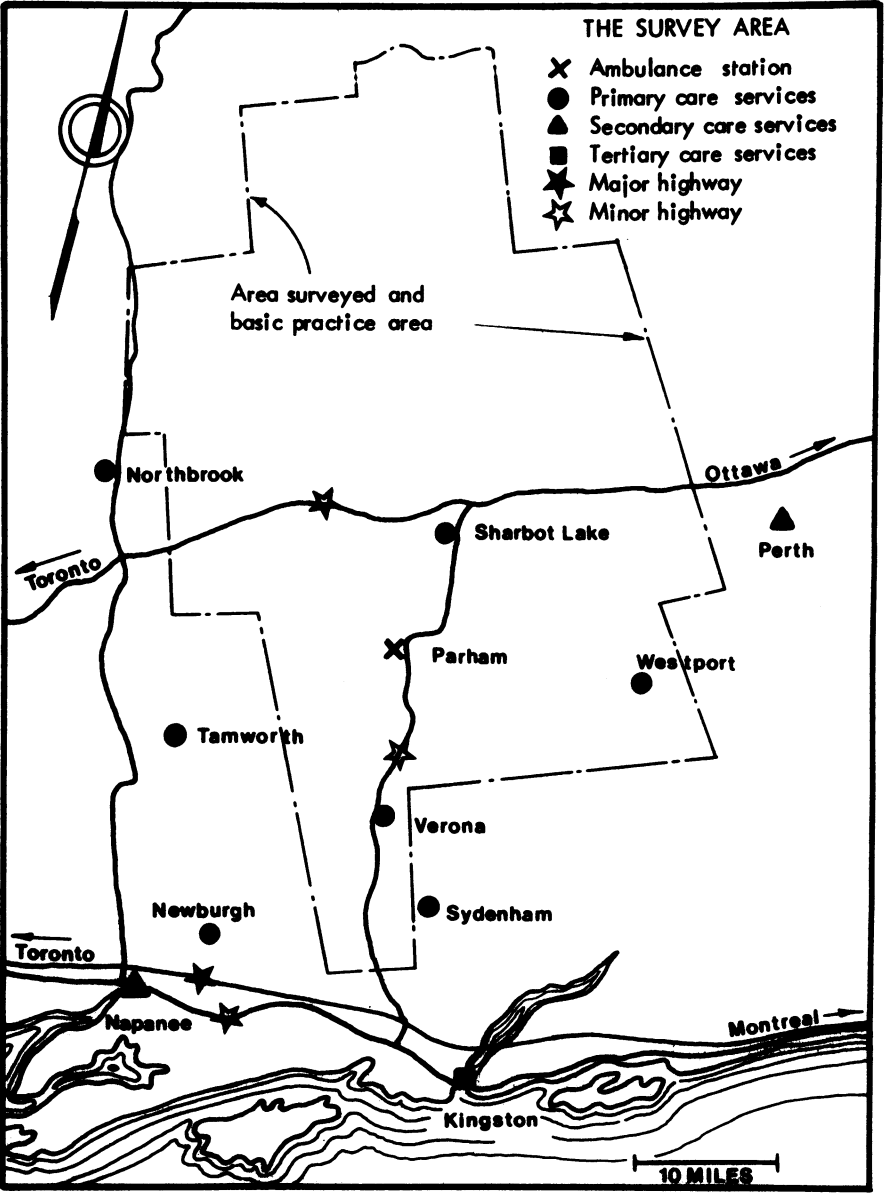 THE SURVEY AREA
Ambulance station
Primary care services
Secondary care services
Tertiary care services
Major highway
Minor highway
Area surveyed and
basic practice area
Northbrook
Ottawa
Sharbot Lake
Perth
Toronto
Parham
Westport
Tamworth
Verona
Newburgh
Sydenham
Toronto
Napanee
Montreal
Kingston
10 MILES